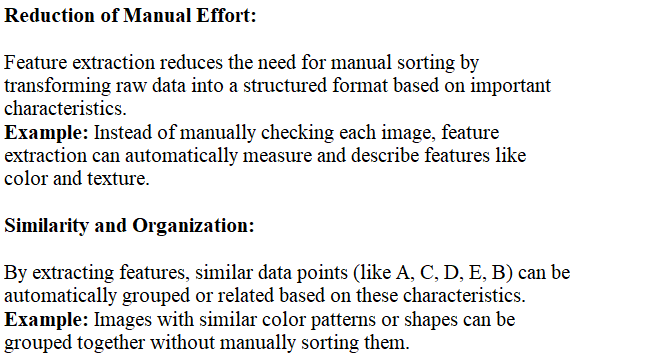 Reduction of Manual Effort:
Feature extraction reduces the need for manual sorting by
transforming raw data into a structured format based on important
characteristics.
Example: Instead of manually checking each image, feature
extraction can automatically measure and describe features like
color and texture.
Similarity and Organization:
By extracting features, similar data points (like A, C, D, E, B) can be
automatically grouped or related based on these characteristics.
Example: Images with similar color patterns or shapes can be
grouped together without manually sorting them.